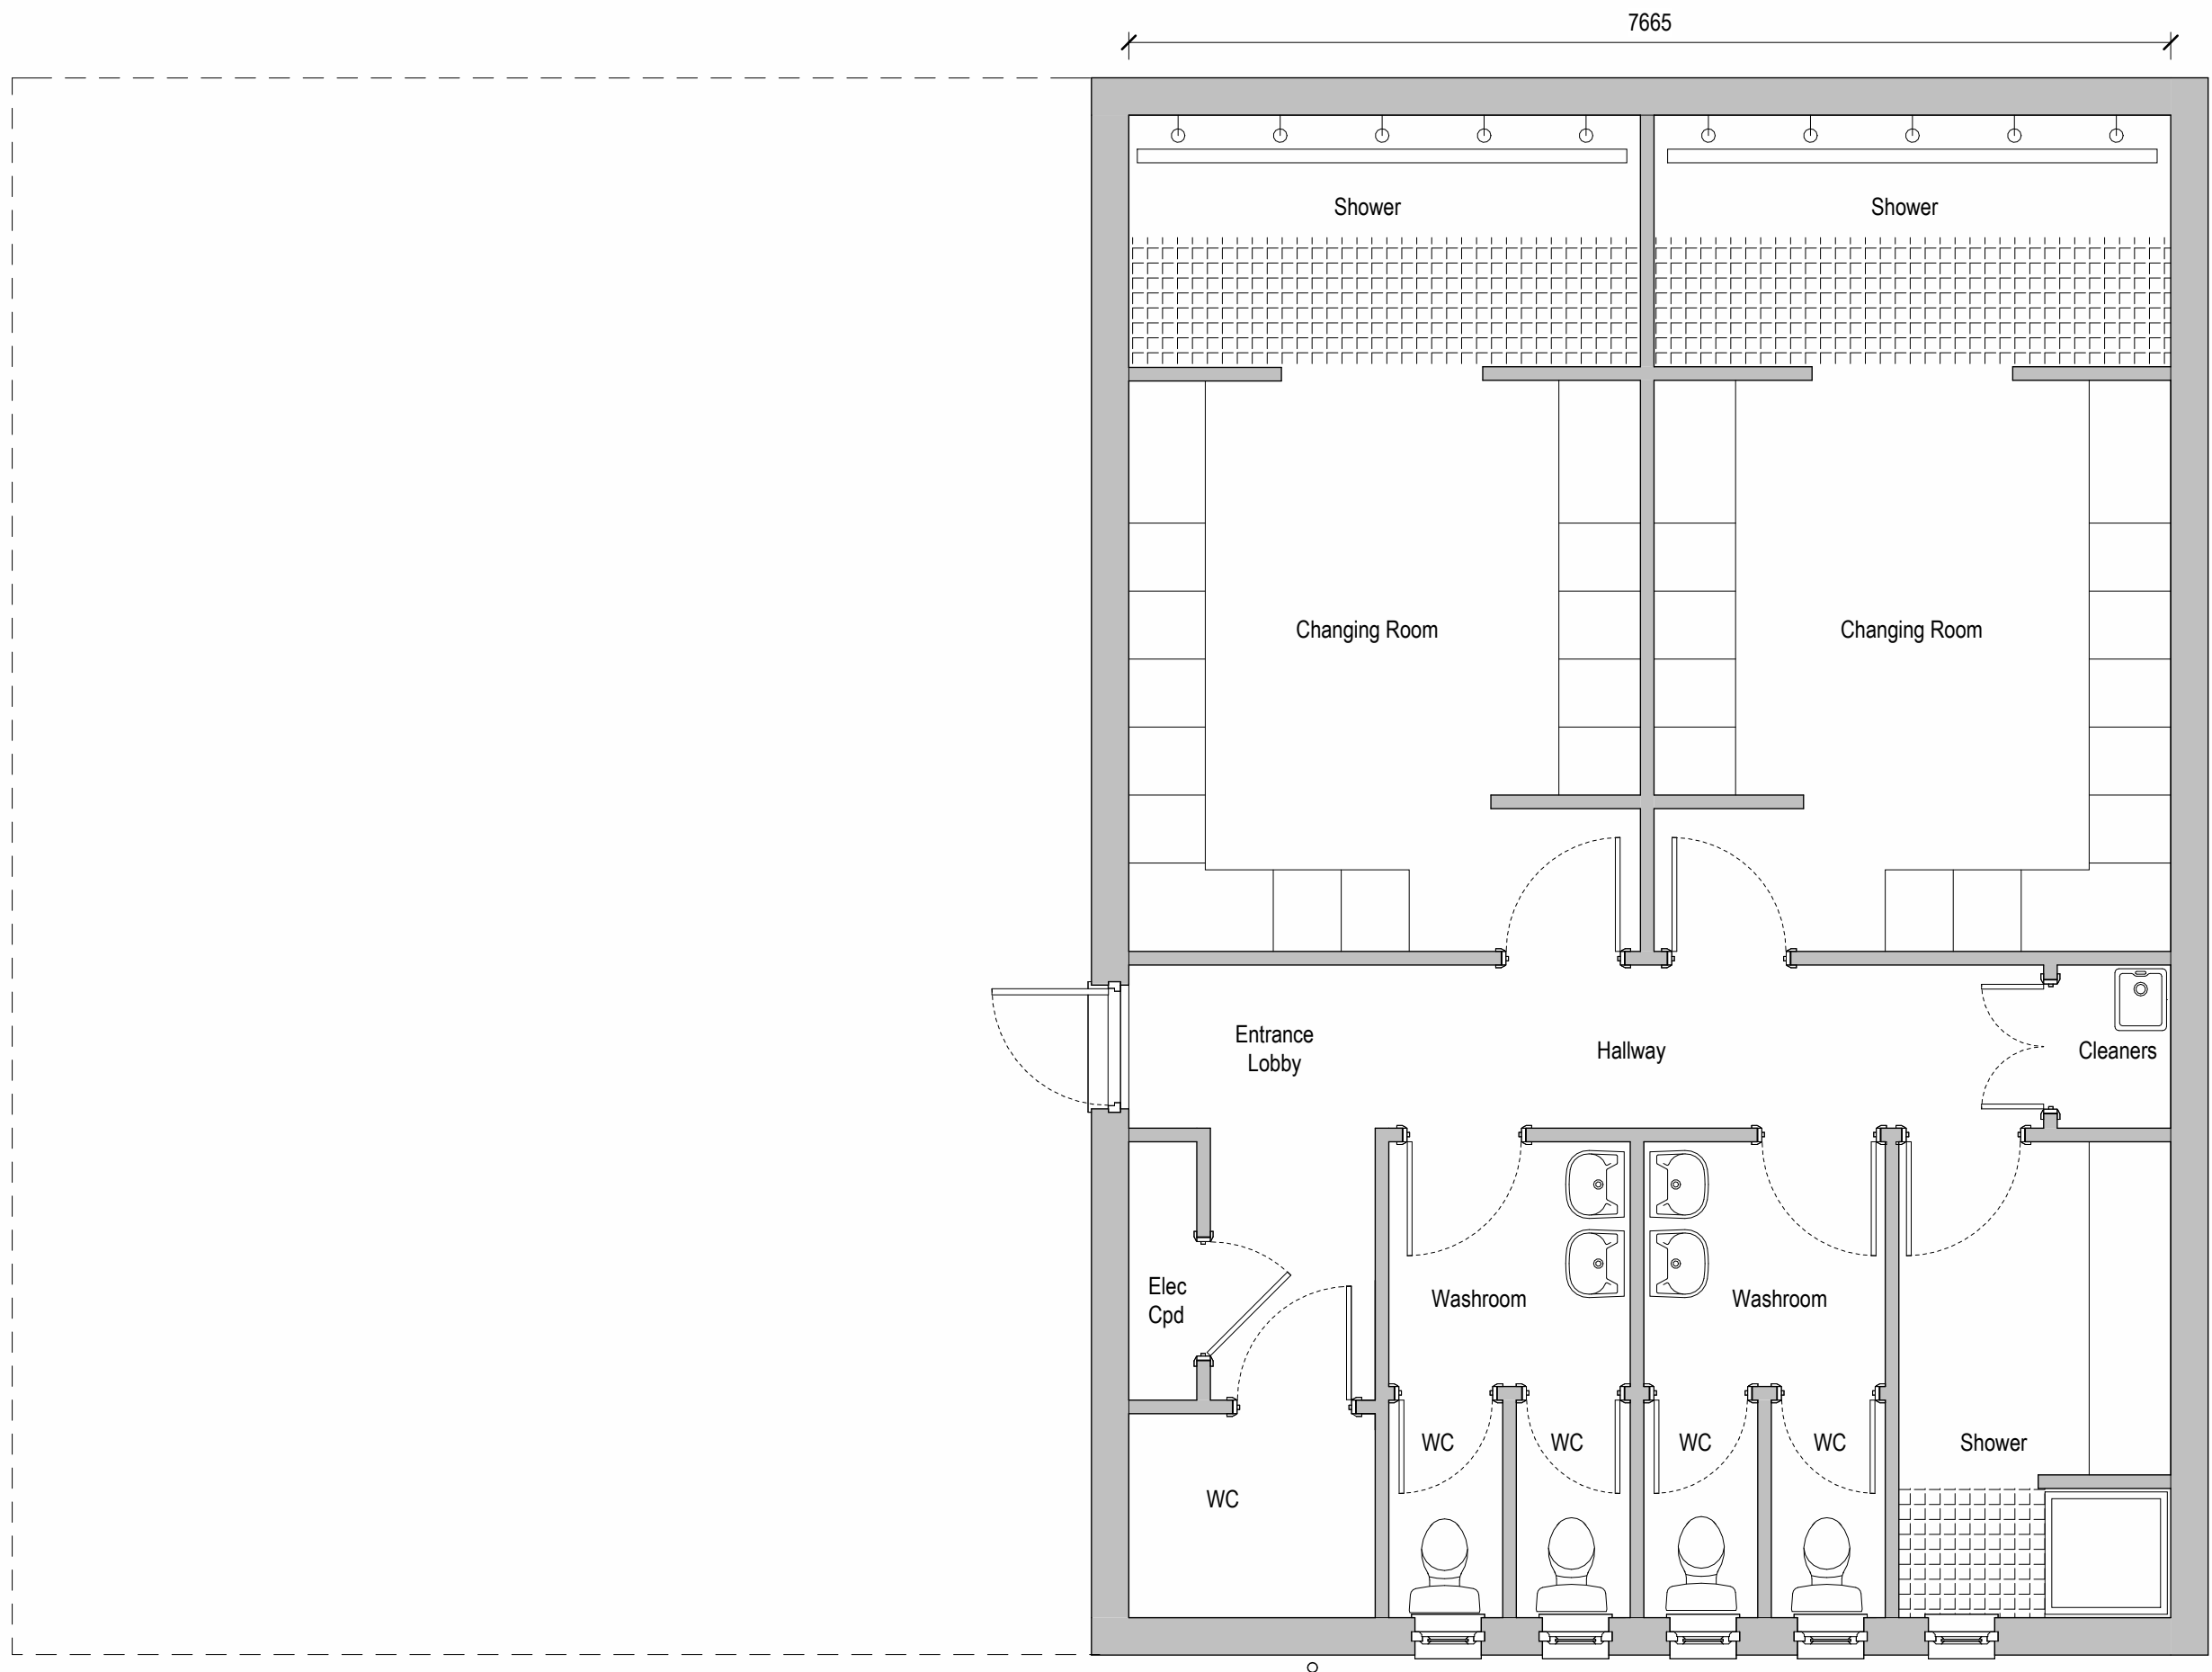 7665
Shower
Shower
Changing Room
Changing Room
Entrance
Lobby
Hallway
Cleaners
Elec
Cpd
Washroom
Washroom
WC
WC
WC
WC
Shower
WC